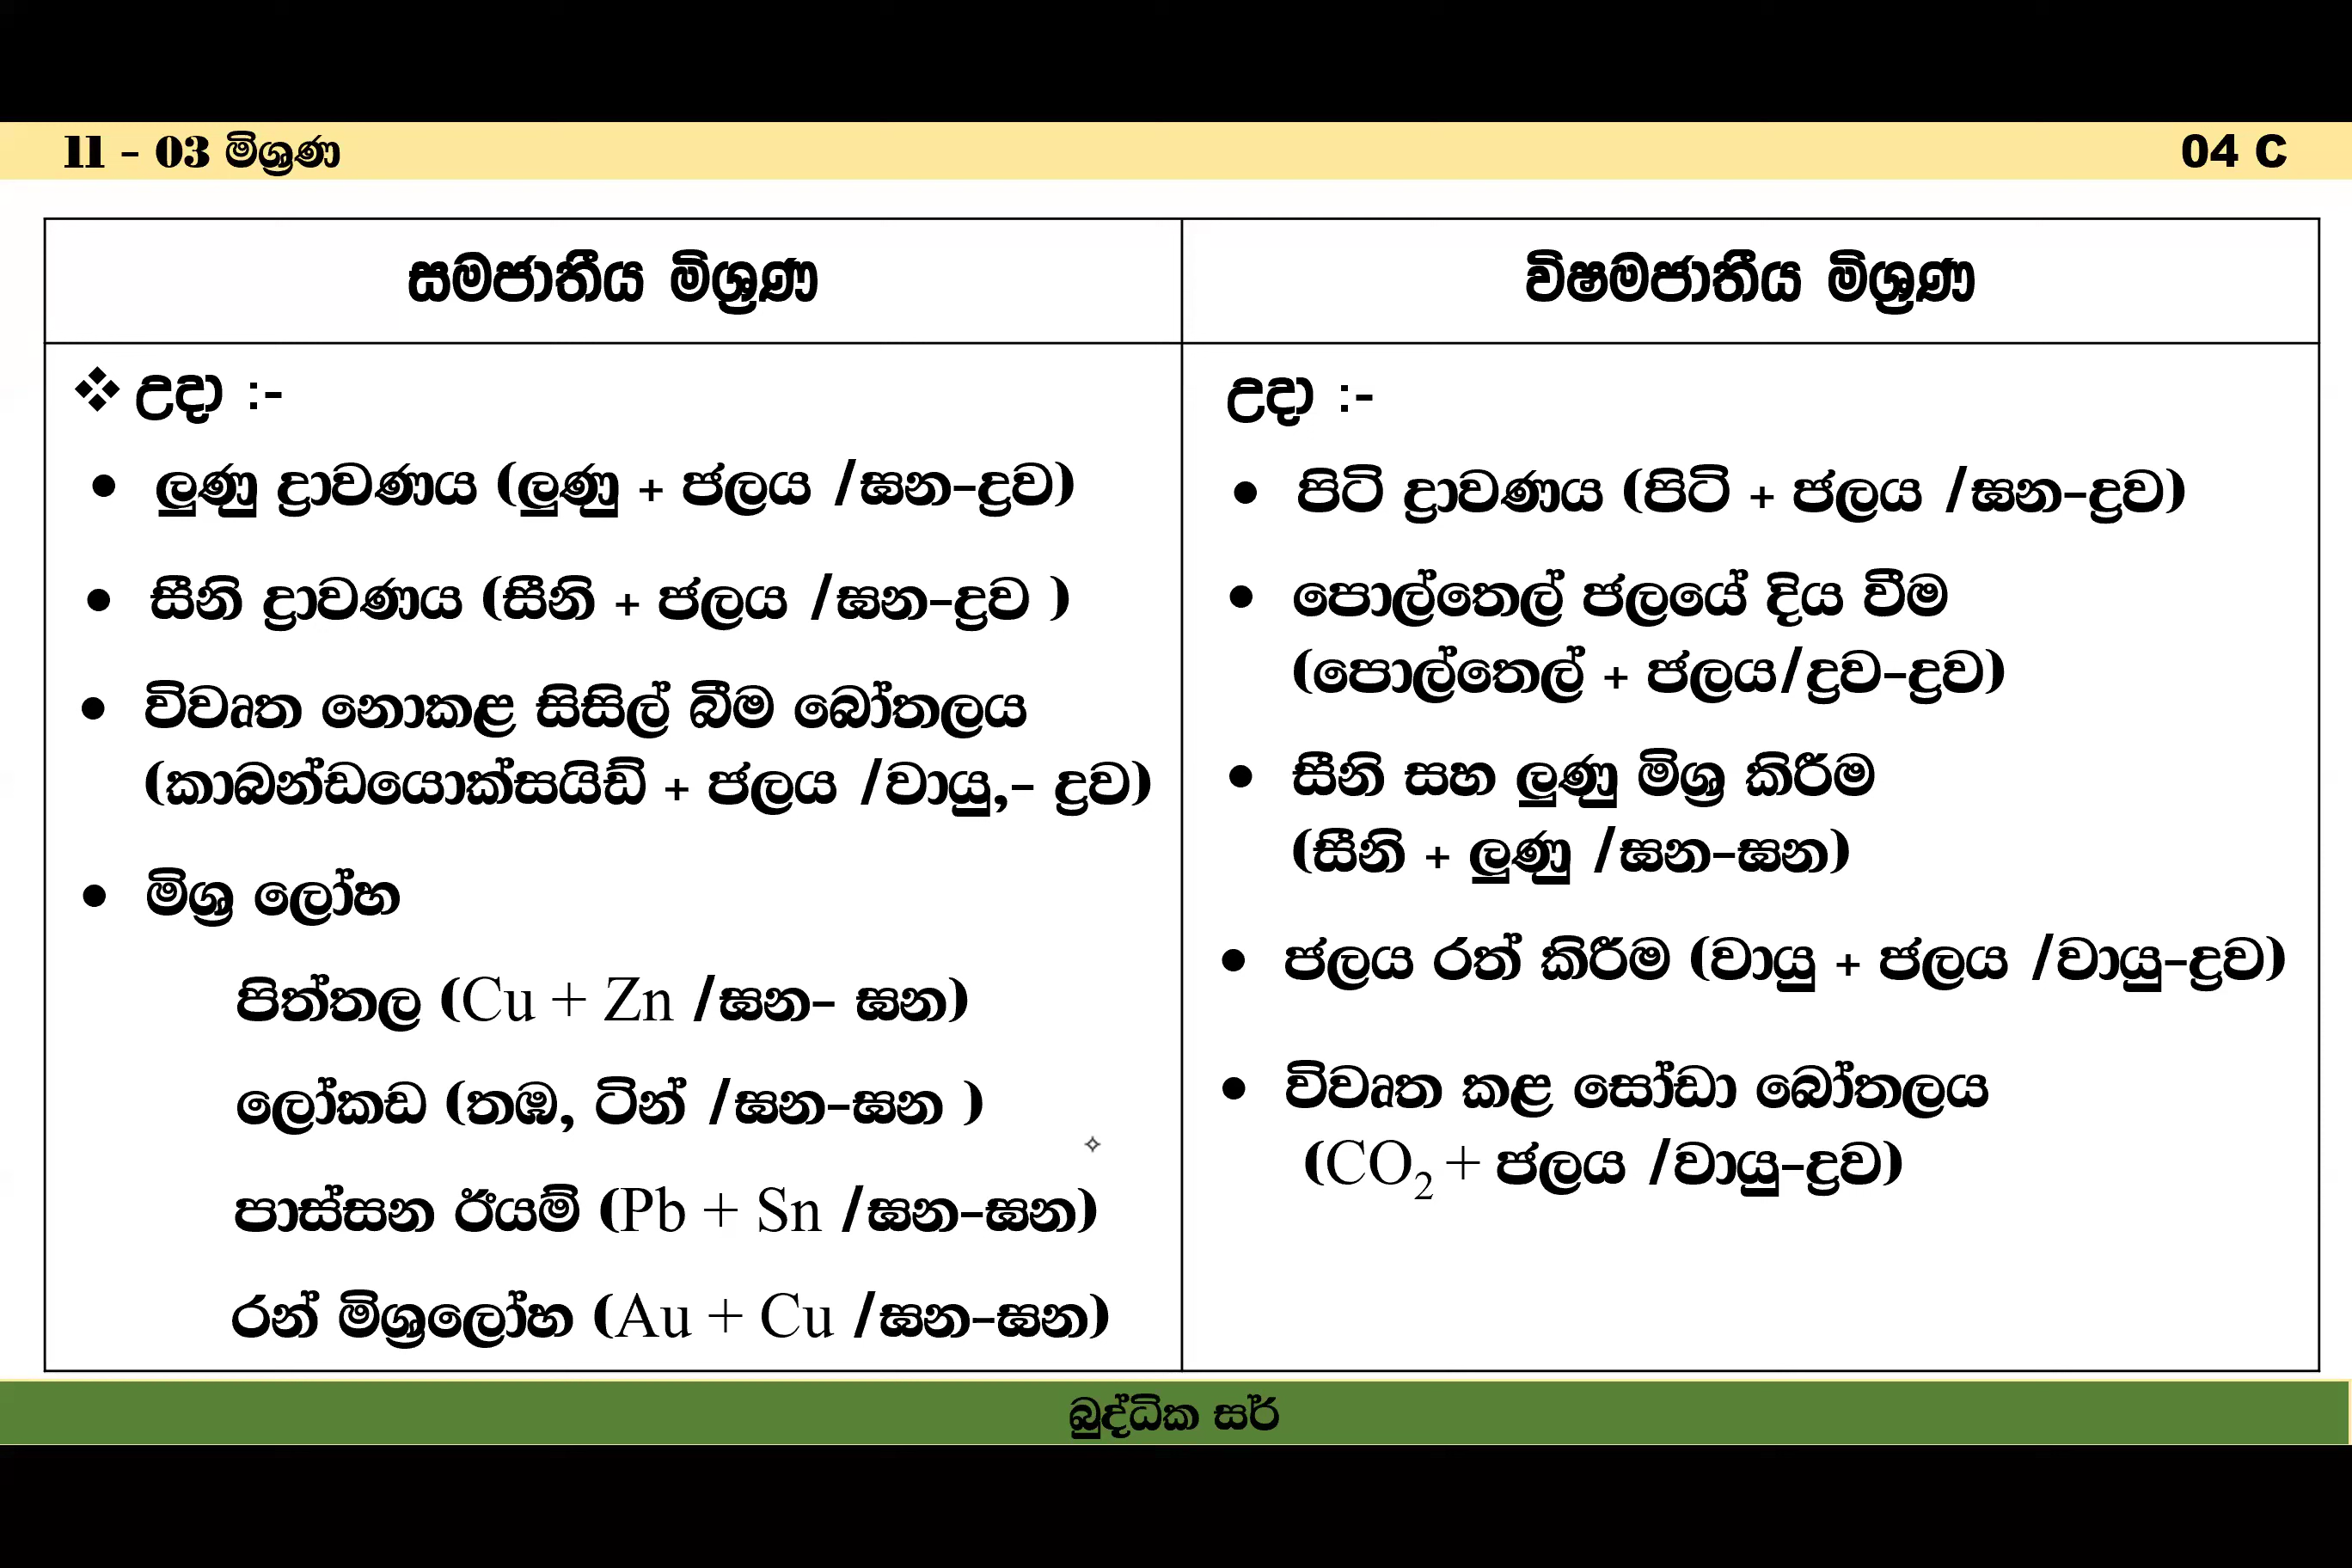 11 – 03 මිශ්‍රණ
04 C
සමජාතීය මිශ්‍රණ
විෂමජාතීය මිශ්‍රණ
❖ උදා :-
• ලුණු ද්‍රාවණය (ලුණු + ජලය /ඝන–ද්‍රව)
• සීනි ද්‍රාවණය (සීනි + ජලය /ඝන–ද්‍රව )
• විවෘත නොකළ සිසිල් බීම බෝතලය
(කාබන්ඩයොක්සයිඩ් + ජලය /වායු,– ද්‍රව)
• මිශ්‍ර ලෝහ
පිත්තල (Cu + Zn /ඝන– ඝන)
ලෝකඩ (තඹ, ටින් /ඝන–ඝන )
පාස්සන ඊයම් (Pb + Sn /ඝන–ඝන)
රන් මිශ්‍රලෝහ (Au + Cu /ඝන–ඝන)
උදා :-
• පිටි ද්‍රාවණය (පිටි + ජලය /ඝන–ද්‍රව)
• පොල්තෙල් ජලයේ දිය වීම
(පොල්තෙල් + ජලය/ද්‍රව–ද්‍රව)
• සීනි සහ ලුණු මිශ්‍ර කිරීම
(සීනි + ලුණු /ඝන–ඝන)
• ජලය රත් කිරීම (වායු + ජලය /වායු–ද්‍රව)
• විවෘත කළ සෝඩා බෝතලය
(CO₂ + ජලය /වායු–ද්‍රව)
බුද්ධික සර්